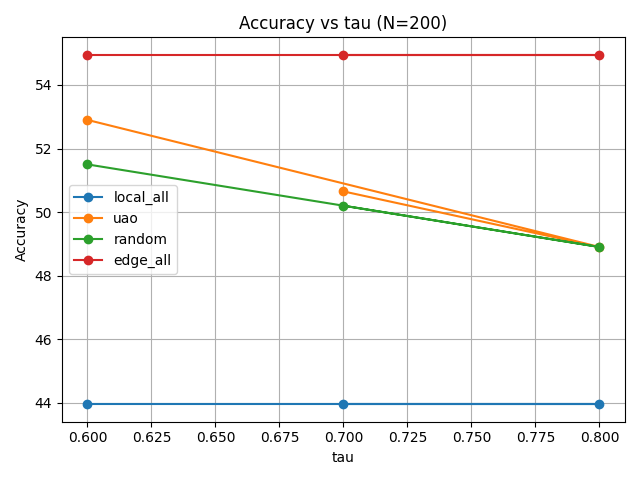 Accuracy vs tau (N=200)
Accuracy
54
52
50
48
46
44
local_all
uao
random
edge_all
0.600 0.625 0.650 0.675 0.700 0.725 0.750 0.775 0.800
tau